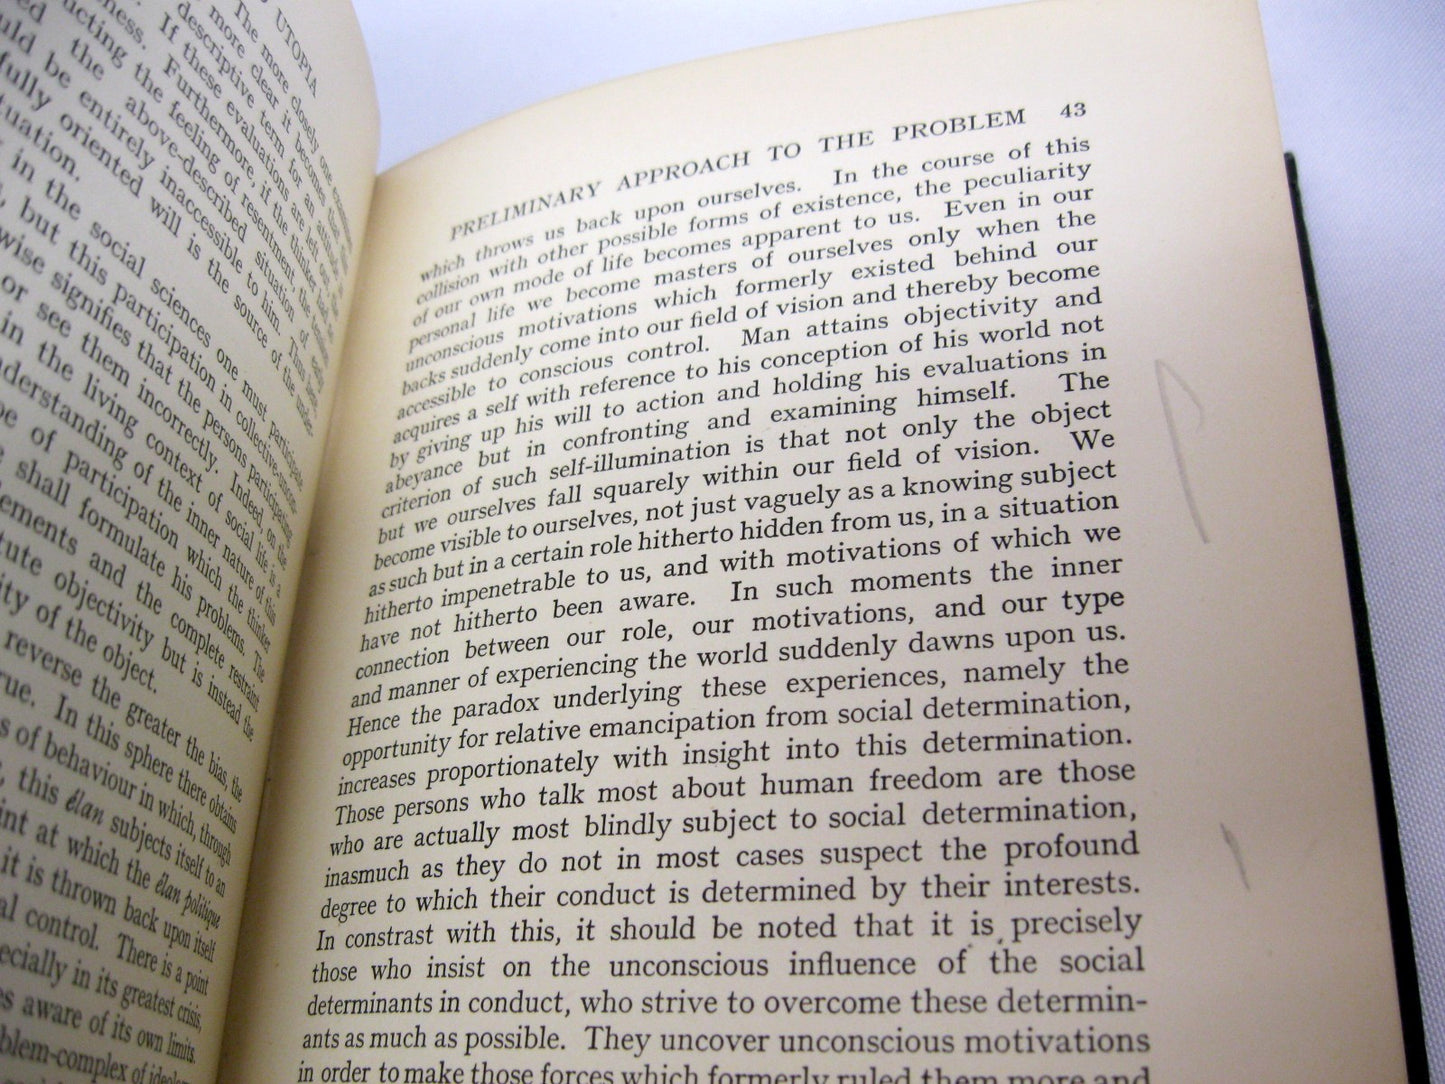 UTOPIA
The more closely one examines
more clear it becomes that
descriptive term for an attitude
If these evaluations are left out, the
ness. Furthermore, if the thinker had
the feeling of resentment, the
the above-described situation of
be entirely inaccessible to him.
oriented will is the source of the under-
in the social sciences one must participate
but this participation in collective-uncon-
wise signifies that the persons participating
or see them incorrectly. Indeed, on the
in the living context of social life is a
understanding of the inner nature of this
of participation which the thinker
shall formulate his problems. The
elements and the complete restraint
objectivity but is instead the
of the object.
reverse the greater the bias, the
true. In this sphere there obtains
of behaviour in which, through
this élan subjects itself to an
point at which the élan politique
it is thrown back upon itself
control. There is a point
especially in its greatest crisis,
aware of its own limits.
problem-complex of
PRELIMINARY APPROACH TO THE PROBLEM 43
which throws us back upon ourselves. In the course of this
collision with other possible forms of existence, the peculiarity
of our own mode of life becomes apparent to us. Even in our
personal life we become masters of ourselves only when the
unconscious motivations which formerly existed behind our
backs suddenly come into our field of vision and thereby become
accessible to conscious control. Man attains objectivity and
acquires a self with reference to his conception of his world not
by giving up his will to action and holding his evaluations in
abeyance but in confronting and examining himself. The
criterion of such self-illumination is that not only the object
but we ourselves fall squarely within our field of vision. We
become visible to ourselves, not just vaguely as a knowing subject
as such but in a certain role hitherto hidden from us, in a situation
hitherto impenetrable to us, and with motivations of which we
have not hitherto been aware. In such moments the inner
connection between our role, our motivations, and our type
and manner of experiencing the world suddenly dawns upon us.
Hence the paradox underlying these experiences, namely the
opportunity for relative emancipation from social determination,
increases proportionately with insight into this determination.
Those persons who talk most about human freedom are those
who are actually most blindly subject to social determination,
inasmuch as they do not in most cases suspect the profound
degree to which their conduct is determined by their interests.
In constrast with this, it should be noted that it is precisely
those who insist on the unconscious influence of the social
determinants in conduct, who strive to overcome these determin-
ants as much as possible. They uncover unconscious motivations
in order to make those forces which formerly ruled them more and